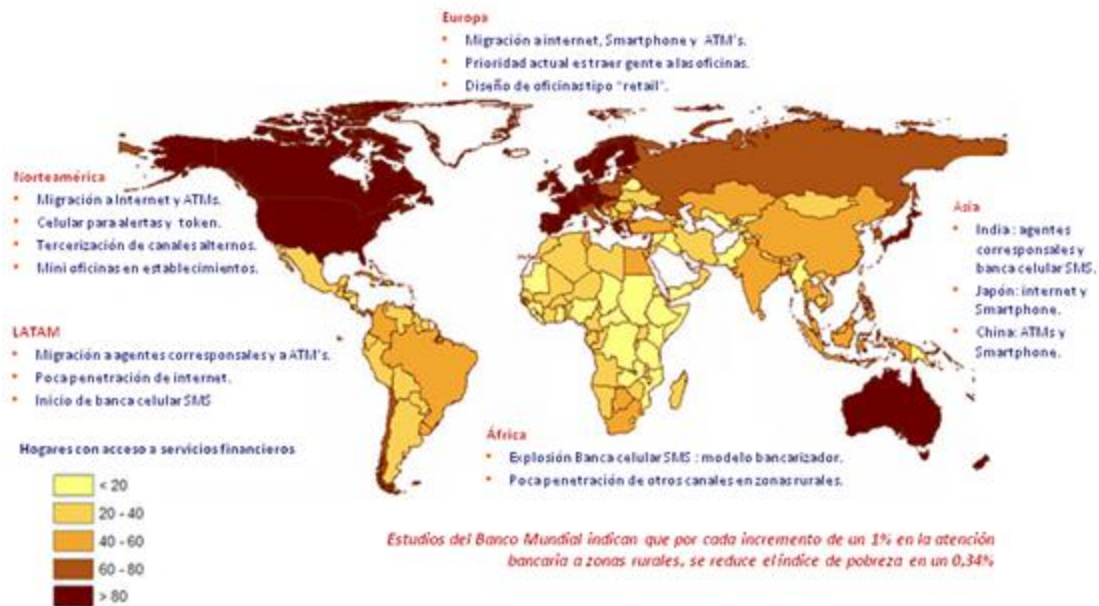 Europa
• Migración a internet, Smartphone y ATM's.
• Prioridad actual es traer gente a las oficinas.
• Diseño de oficinas tipo "retail".
Norteamérica
• Migración a Internet y ATMs.
• Celular para alertas y token.
• Tercerización de canales alternos.
• Mini oficinas en establecimientos.
Asia
• India: agentes
corresponsales y
banca celular SMS.
• Japón: internet y
Smartphone.
• China: ATMs y
Smartphone.
LATAM
• Migración a agentes corresponsales y a ATM's.
• Poca penetración de internet.
• Inicio de banca celular SMS
África
• Explosión Banca celular SMS : modelo bancarizador.
• Poca penetración de otros canales en zonas rurales.
Hogares con acceso a servicios financieros
< 20
20 - 40
40 - 60
60 - 80
> 80
Estudios del Banco Mundial indican que por cada incremento de un 1% en la atención
bancaria a zonas rurales, se reduce el índice de pobreza en un 0,34%